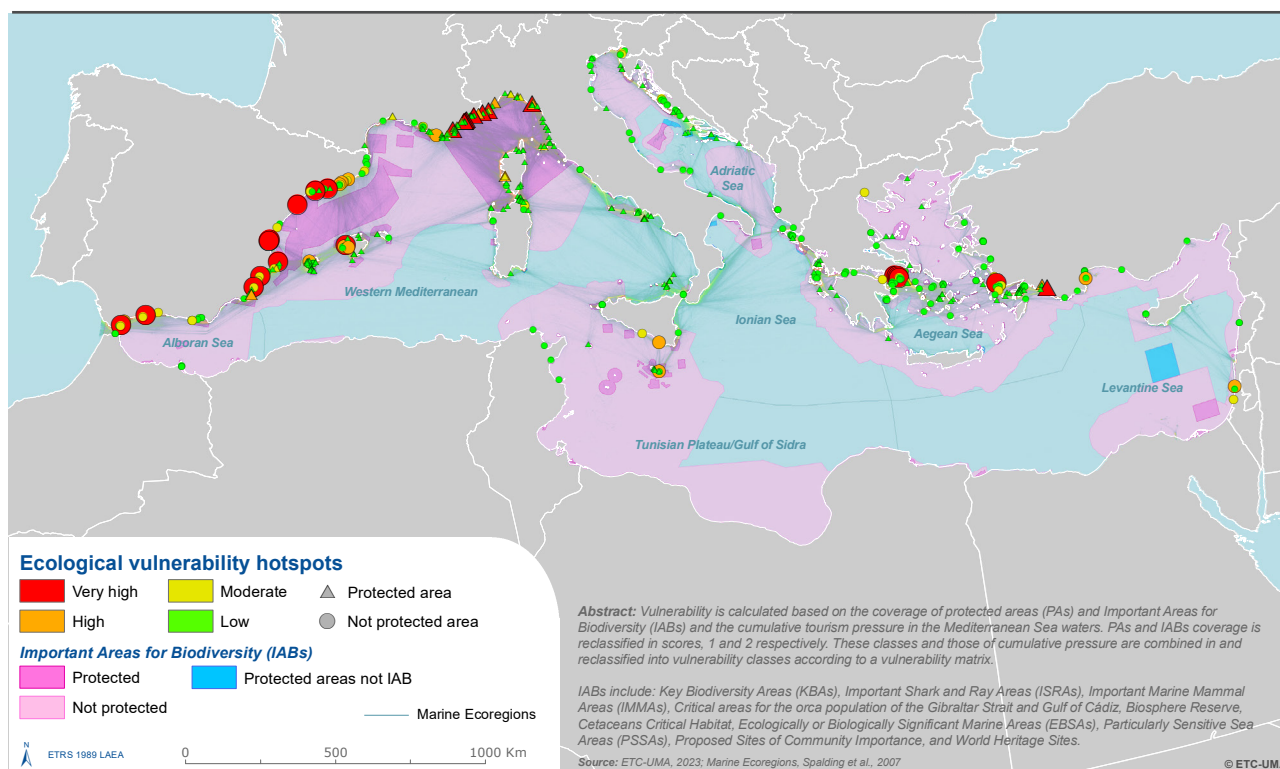 Adriatic
Sea
Western Mediterranean
Ionian Sea
Alboran Sea
Aegean Sea
Levantine Sea
Tunisian Plateau/Gulf of Sidra
Ecological vulnerability hotspots
Very high
Moderate
Protected area
High
Low
Not protected area
Important Areas for Biodiversity (IABs)
Protected
Protected areas not IAB
Not protected
Marine Ecoregions
N
ETRS 1989 LAEA
0 500 1000 Km
Abstract: Vulnerability is calculated based on the coverage of protected areas (PAs) and Important Areas for
Biodiversity (IABs) and the cumulative tourism pressure in the Mediterranean Sea waters. PAs and IABs coverage is
reclassified in scores, 1 and 2 respectively. These classes and those of cumulative pressure are combined in and
reclassified into vulnerability classes according to a vulnerability matrix.
IABs include: Key Biodiversity Areas (KBAs), Important Shark and Ray Areas (ISRAs), Important Marine Mammal
Areas (IMMAs), Critical areas for the orca population of the Gibraltar Strait and Gulf of Cádiz, Biosphere Reserve,
Cetaceans Critical Habitat, Ecologically or Biologically Significant Marine Areas (EBSAs), Particularly Sensitive Sea
Areas (PSSAs), Proposed Sites of Community Importance, and World Heritage Sites.
Source: ETC-UMA, 2023; Marine Ecoregions, Spalding et al., 2007
© ETC-UMA